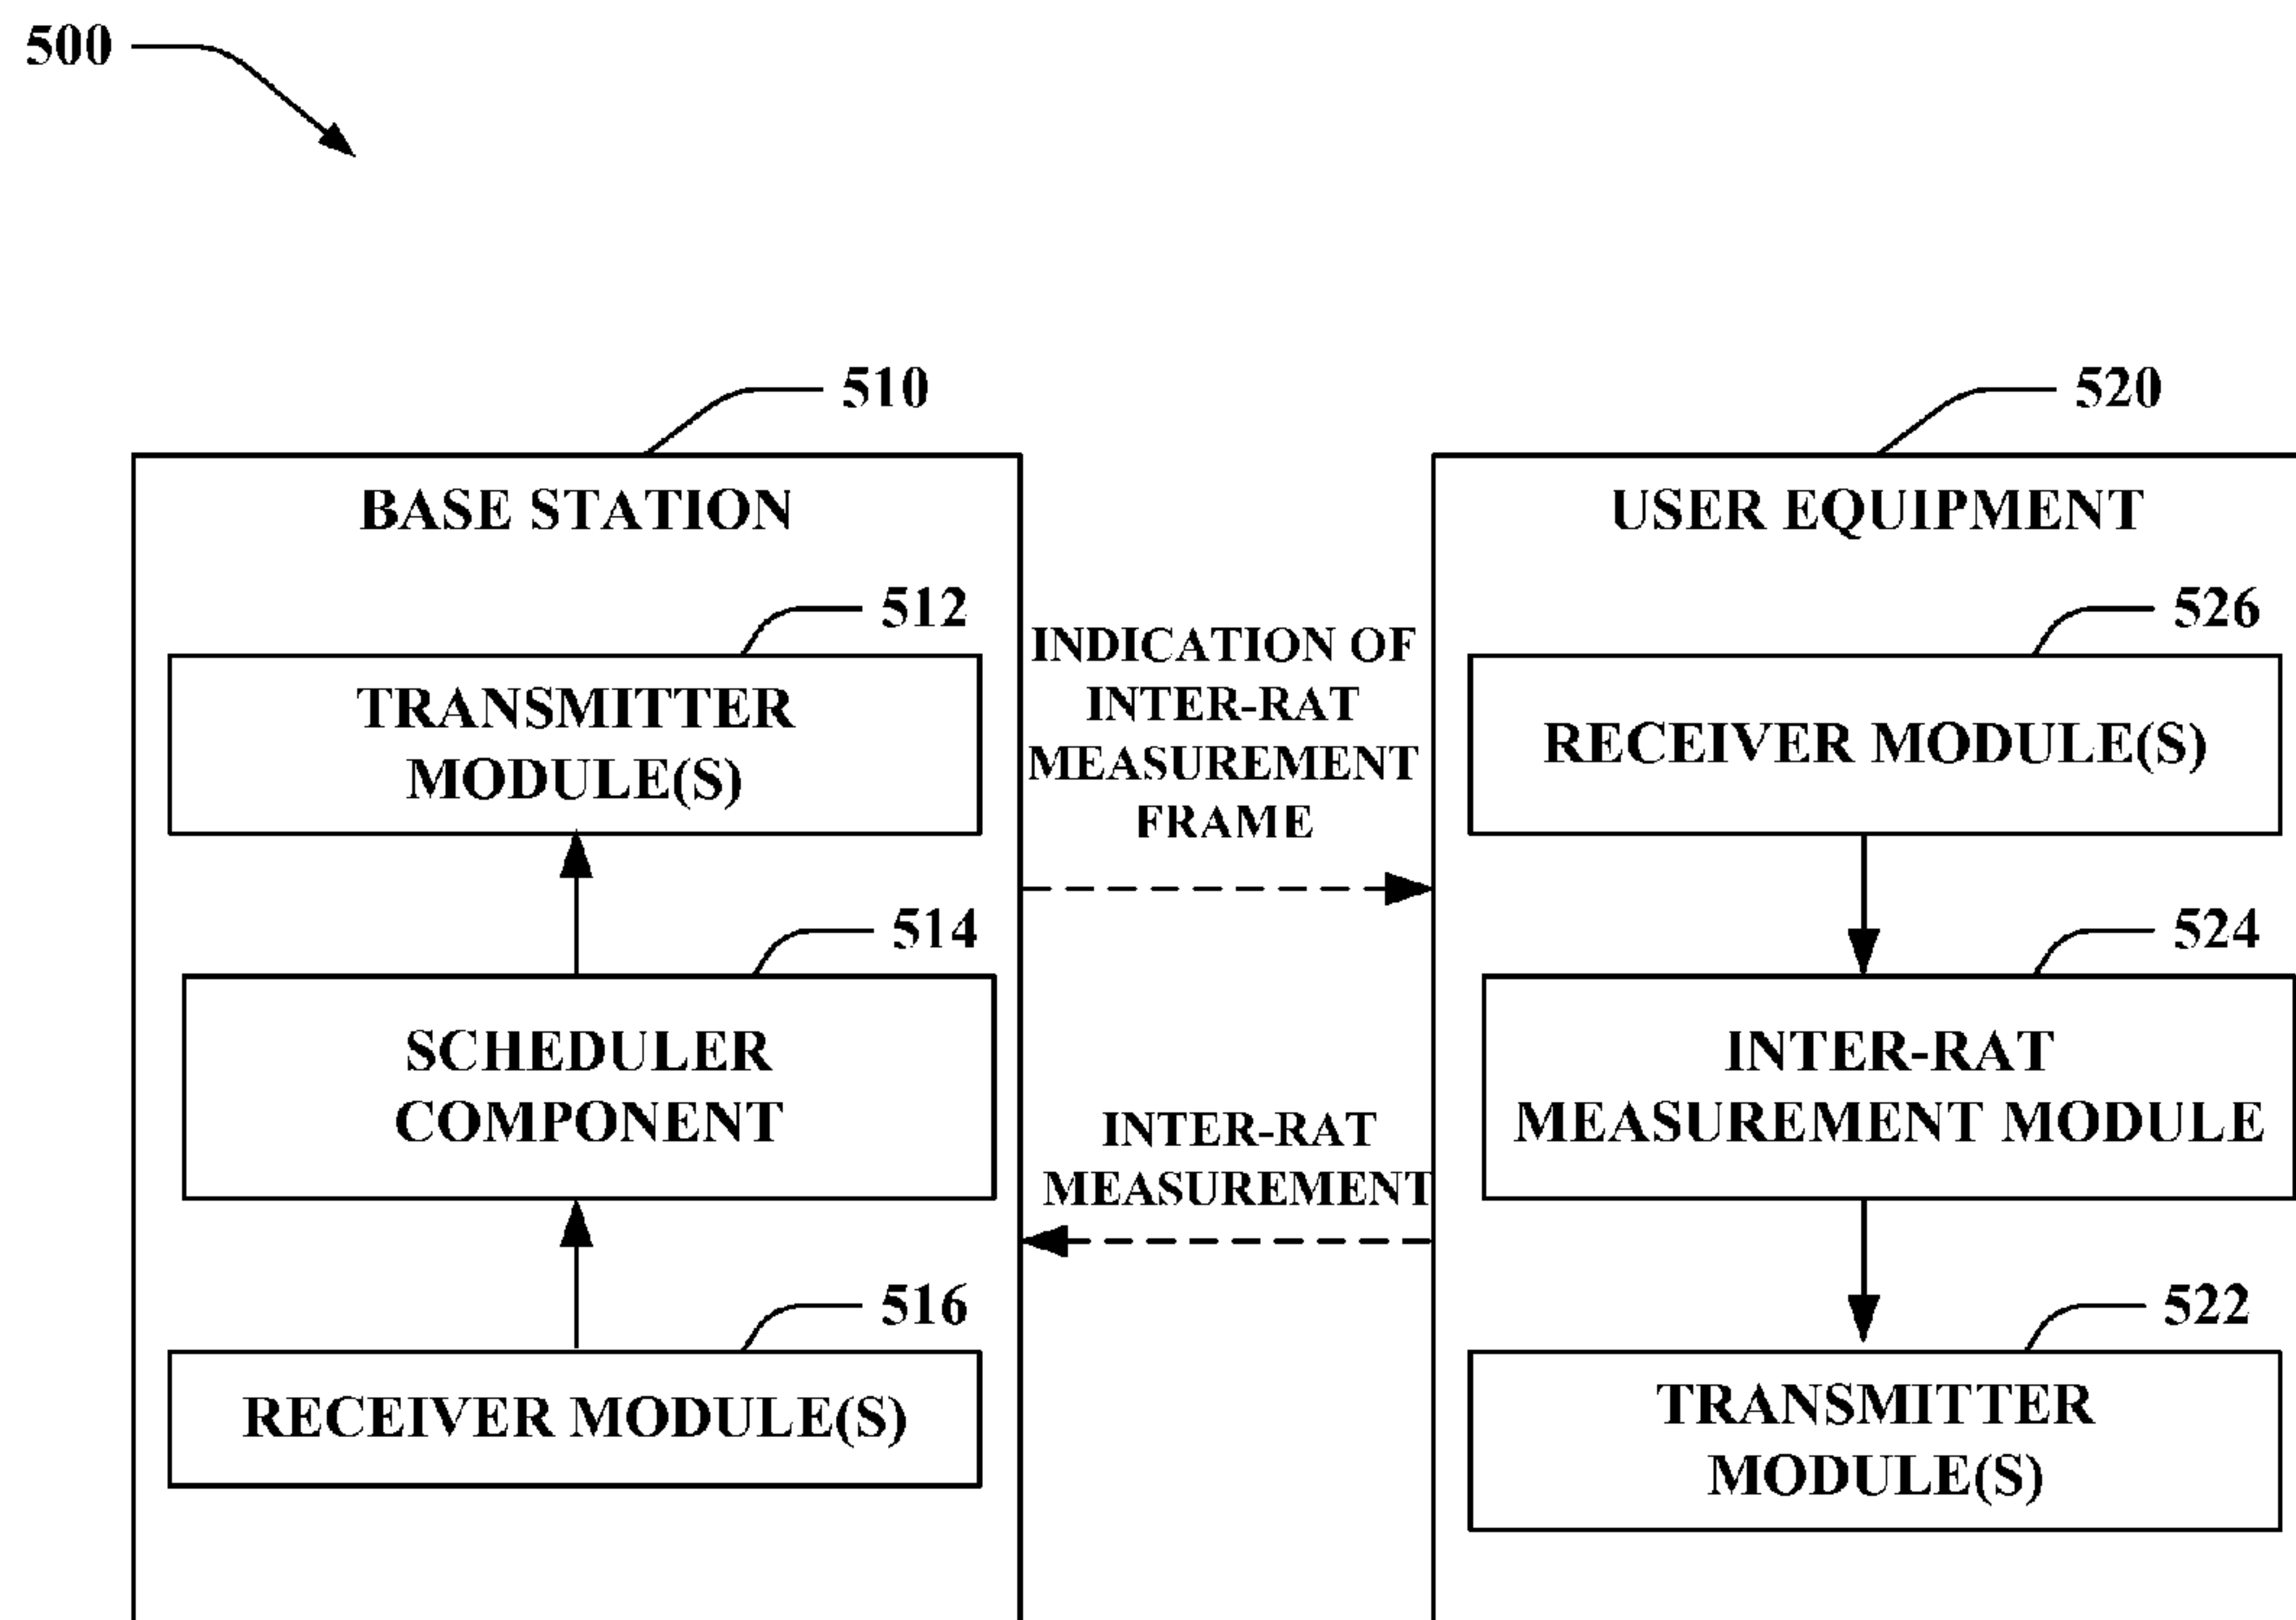 500
510
520
BASE STATION
USER EQUIPMENT
512
526
TRANSMITTER
MODULE(S)
INDICATION OF
INTER-RAT
MEASUREMENT
FRAME
RECEIVER MODULE(S)
514
524
SCHEDULER
COMPONENT
INTER-RAT
MEASUREMENT
INTER-RAT
MEASUREMENT MODULE
516
522
RECEIVER MODULE(S)
TRANSMITTER
MODULE(S)